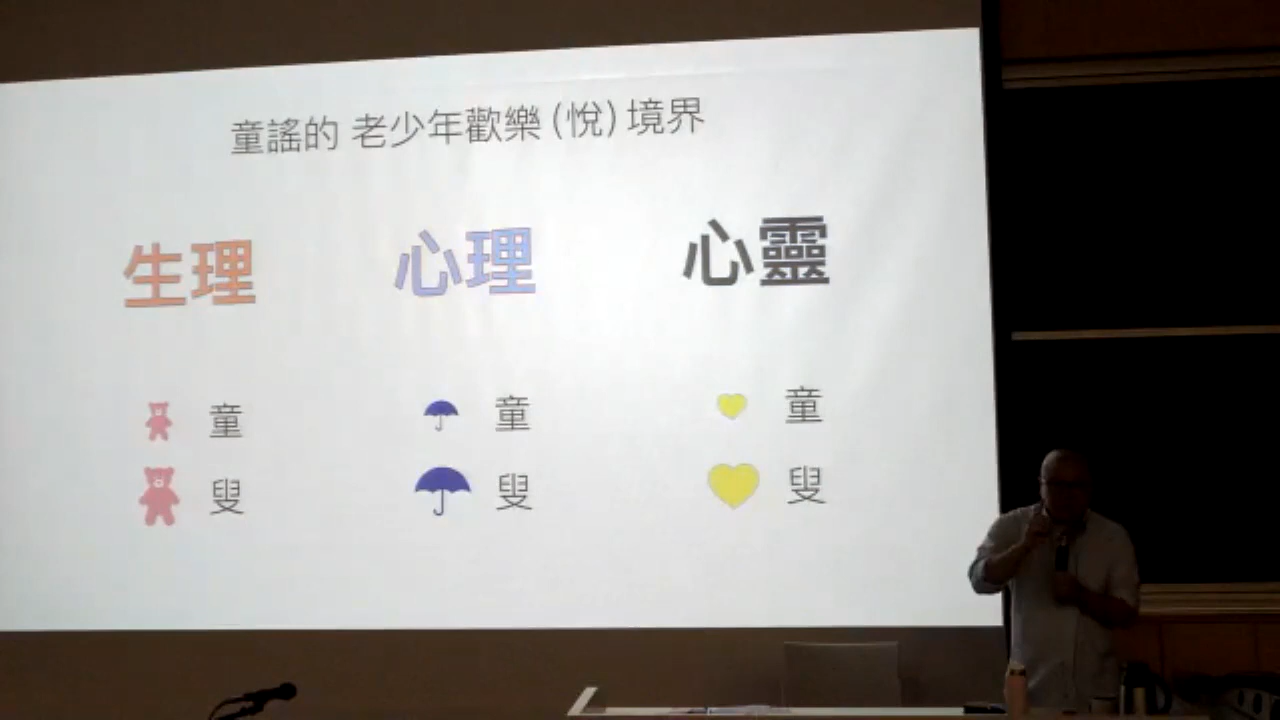 童謠的 老少年歡樂(悅)境界
生理 心理 心靈
童 童 童
叟 叟 叟